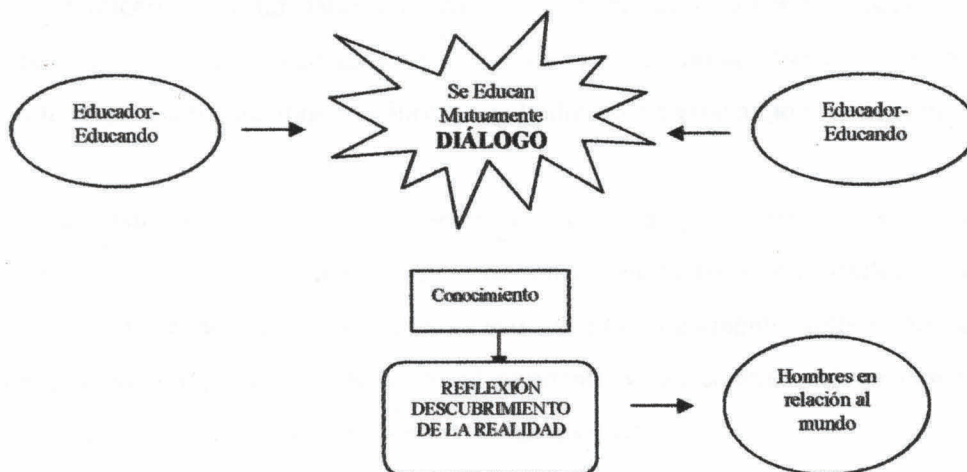 Educador-
Educando
Se Educan
Mutuamente
DIÁLOGO
Educador-
Educando
Conocimiento
REFLEXIÓN
DESCUBRIMIENTO
DE LA REALIDAD
Hombres en
relación al
mundo